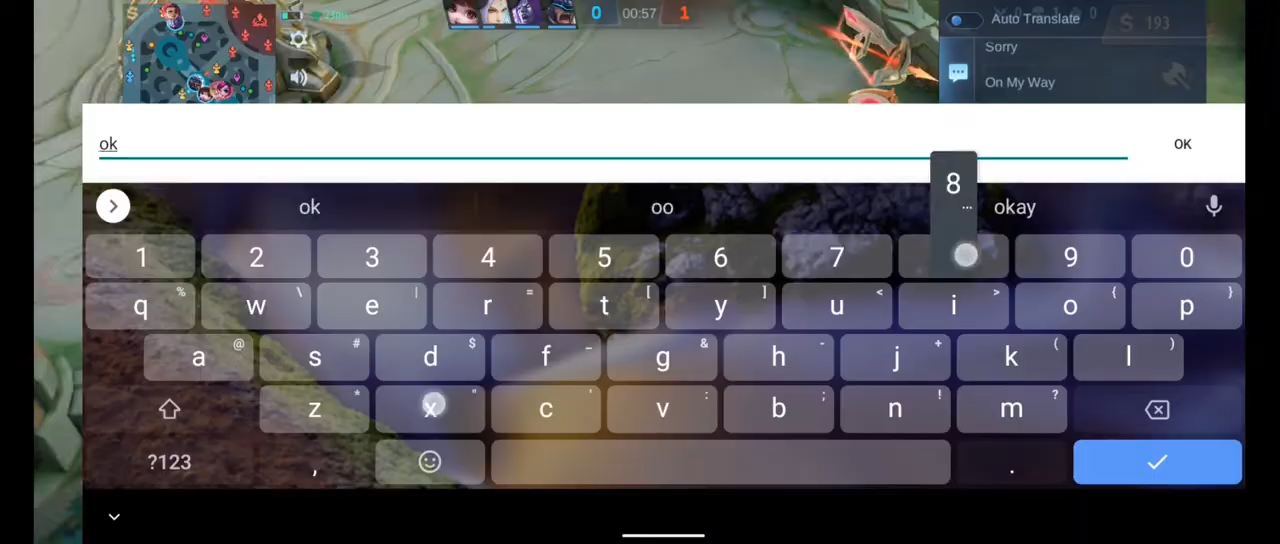 0 00:57 1
Auto Translate
$ 193
Sorry
On My Way
ok
OK
8
...
ok oo okay
1 2 3 4 5 6 7 9 0
q % w \ e | r = t [ y ] u < i > o { p }
a @ s # d $ f _ g & h - j + k ( l )
z * x " c ' v : b ; n ! m ?
?123 , .